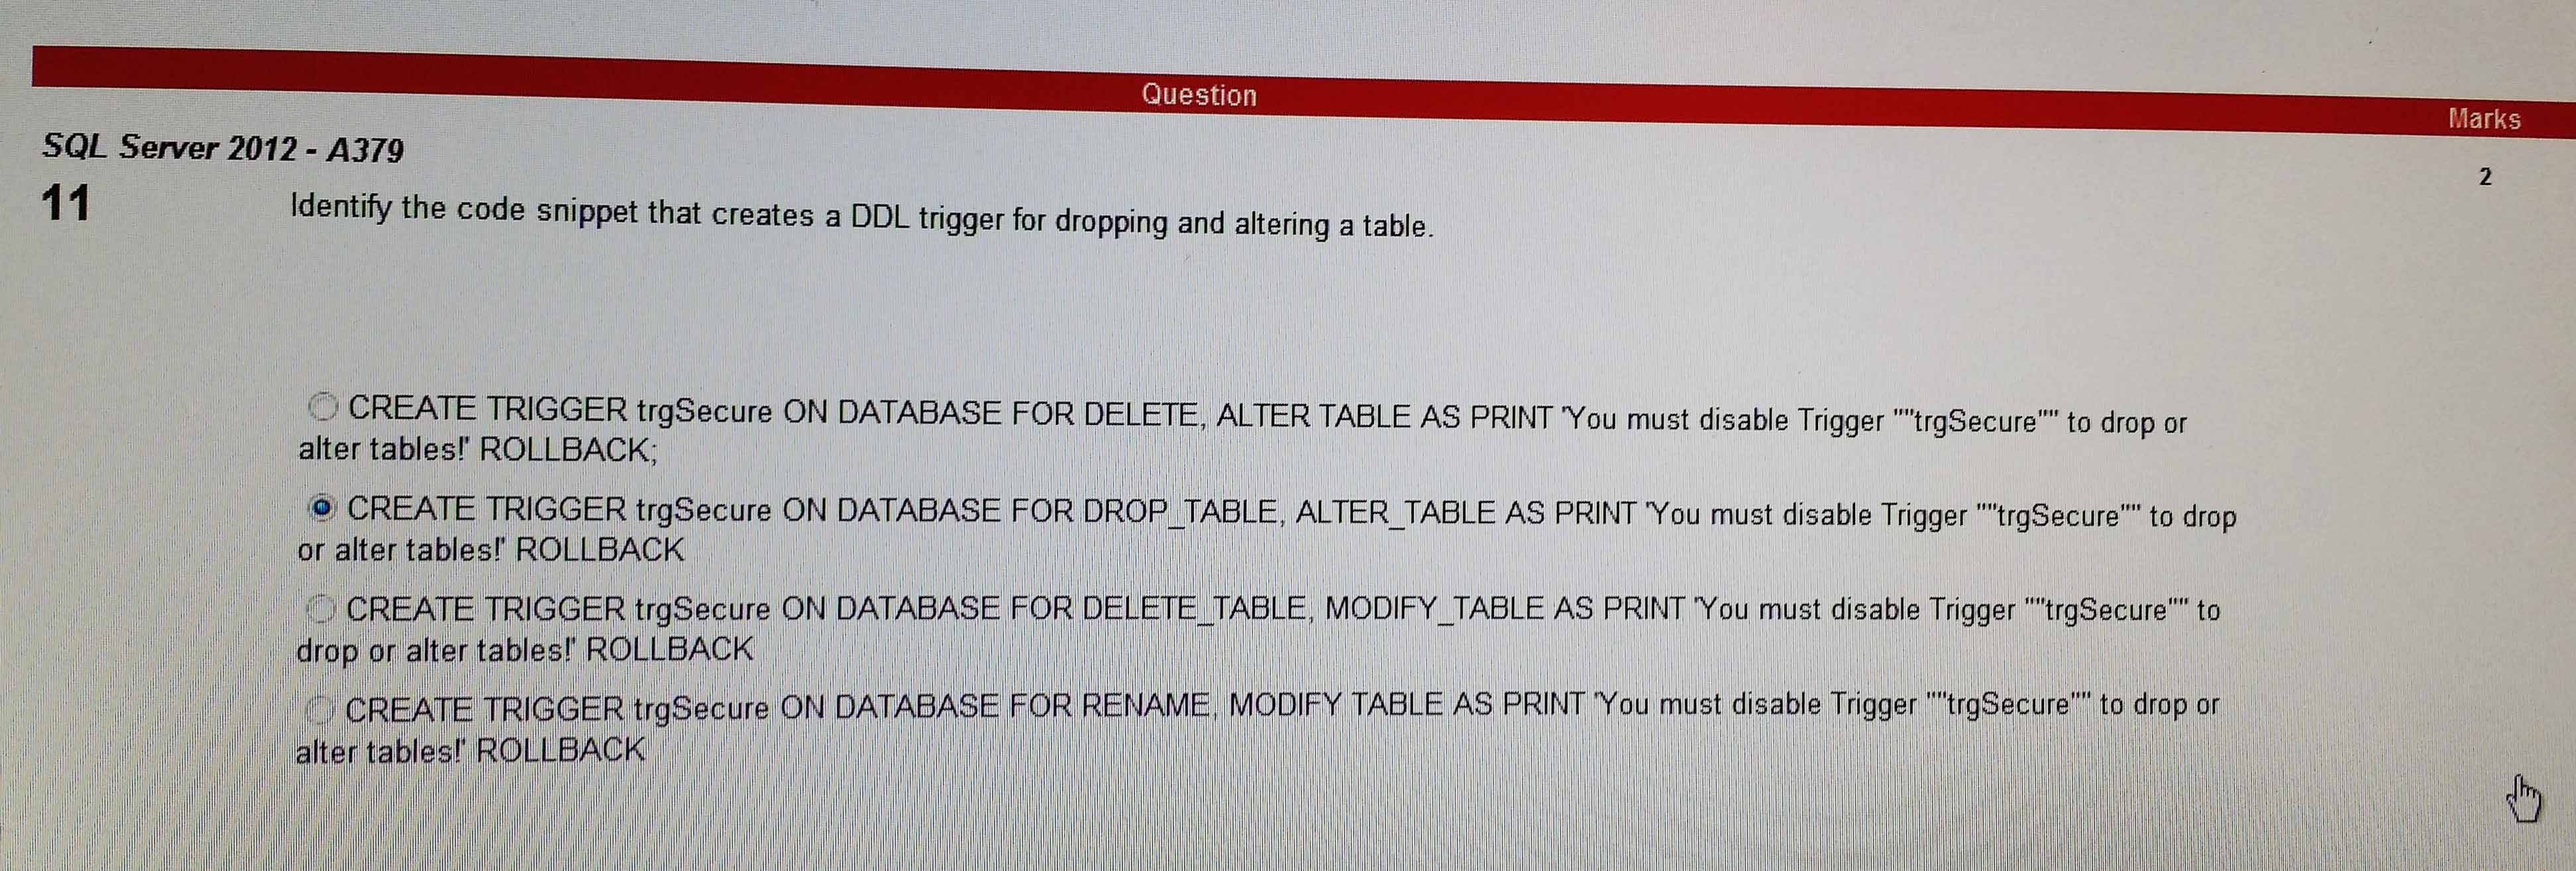 Question
Marks
SQL Server 2012 - A379
2
11
Identify the code snippet that creates a DDL trigger for dropping and altering a table.
CREATE TRIGGER trgSecure ON DATABASE FOR DELETE, ALTER TABLE AS PRINT 'You must disable Trigger ""trgSecure"" to drop or
alter tables!' ROLLBACK;
CREATE TRIGGER trgSecure ON DATABASE FOR DROP_TABLE, ALTER_TABLE AS PRINT 'You must disable Trigger ""trgSecure"" to drop
or alter tables!' ROLLBACK
CREATE TRIGGER trgSecure ON DATABASE FOR DELETE_TABLE, MODIFY_TABLE AS PRINT 'You must disable Trigger ""trgSecure"" to
drop or alter tables!' ROLLBACK
CREATE TRIGGER trgSecure ON DATABASE FOR RENAME, MODIFY TABLE AS PRINT 'You must disable Trigger ""trgSecure"" to drop or
alter tables!' ROLLBACK